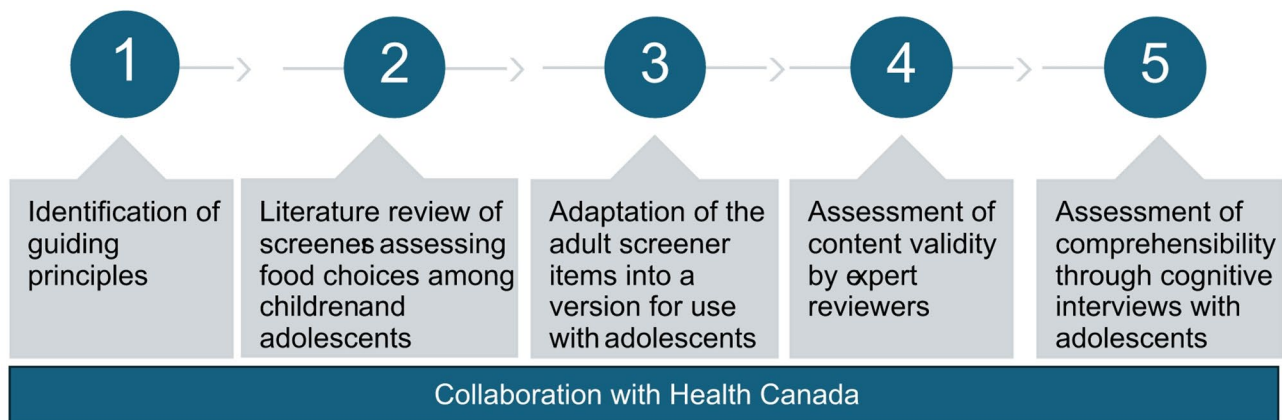 1
2
3
4
5
Identification of
guiding
principles
Literature review of
screeners assessing
food choices among
childrenand
adolescents
Adaptation of the
adult screener
items into a
version for use
with adolescents
Assessment of
content validity
by expert
reviewers
Assessment of
comprehensibility
through cognitive
interviews with
adolescents
Collaboration with Health Canada